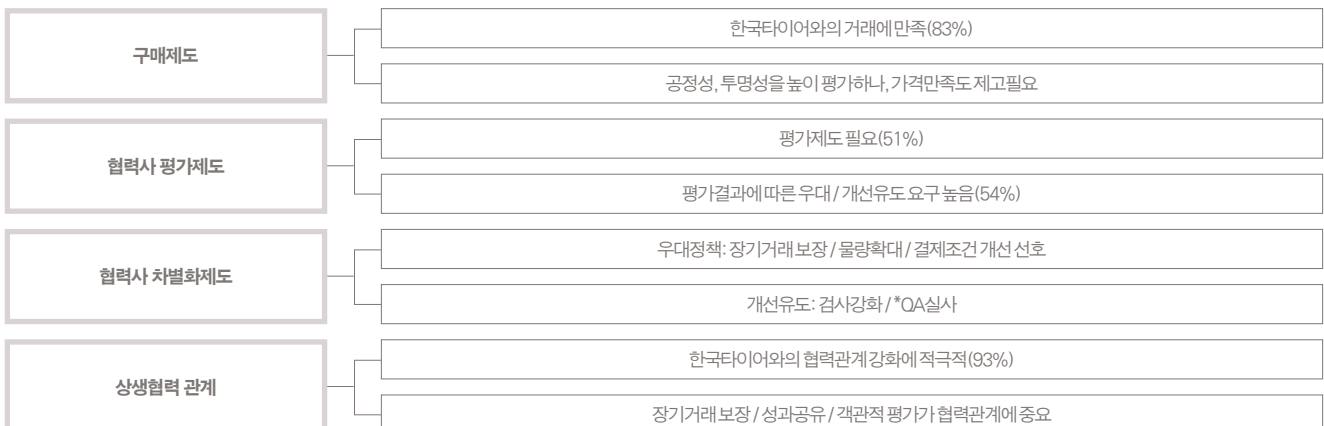 구매제도
한국타이어와의 거래에 만족(83%)
공정성, 투명성을 높이 평가하나, 가격만족도 제고필요
협력사 평가제도
평가제도 필요(51%)
평가결과에 따른 우대 / 개선유도 요구 높음(54%)
협력사 차별화제도
우대정책: 장기거래 보장 / 물량확대 / 결제조건 개선 선호
개선유도: 검사강화 / *QA실사
상생협력 관계
한국타이어와의 협력관계 강화에 적극적(93%)
장기거래 보장 / 성과공유 / 객관적 평가가 협력관계에 중요